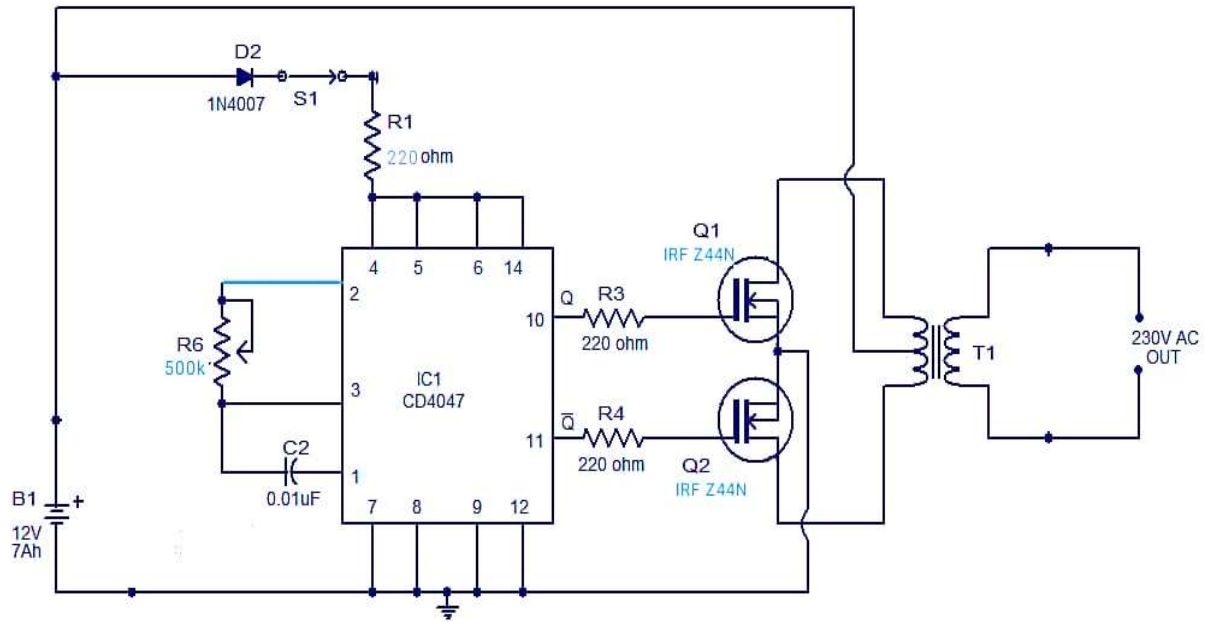 D2
1N4007
S1
R1
220 ohm
4 5 6 14
2
R6
500k
3
C2
0.01uF
1
IC1
CD4047
10
Q
R3
220 ohm
11
Q̅
R4
220 ohm
7 8 9 12
Q1
IRF Z44N
Q2
IRF Z44N
T1
230V AC
OUT
B1
+
12V
7Ah